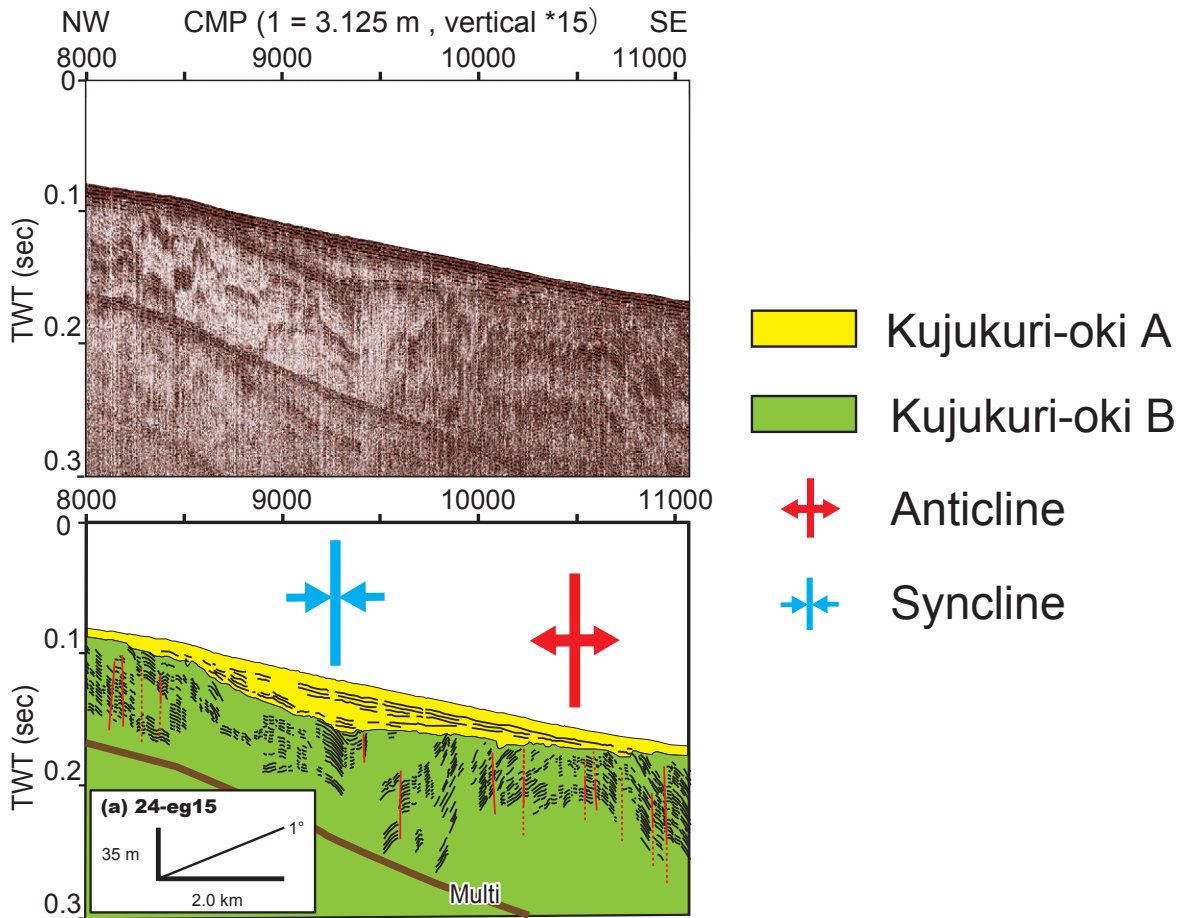 NW CMP (1 = 3.125 m , vertical *15) SE
8000 9000 10000 11000
0
0.1
0.2
0.3
TWT (sec)
8000 9000 10000 11000
0
0.1
0.2
0.3
TWT (sec)
(a) 24-eg15
1°
35 m
2.0 km
Multi
Kujukuri-oki A
Kujukuri-oki B
Anticline
Syncline